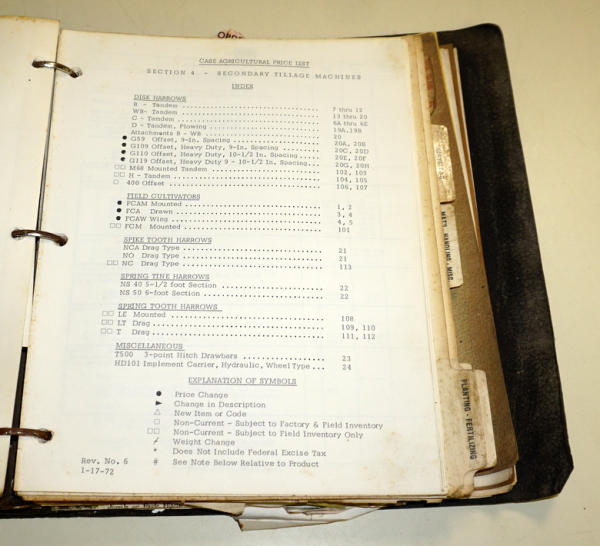 CASE AGRICULTURAL PRICE LIST
SECTION 4 - SECONDARY TILLAGE MACHINES
INDEX
DISK HARROWS
B - Tandem 7 thru 12
WB- Tandem 13 thru 20
C - Tandem 6A thru 6E
D - Tandem, Plowing 19A, 19B
Attachments B - WB 20
● G59 Offset, 9-In. Spacing 20A, 20B
● G109 Offset, Heavy Duty, 9-In. Spacing 20C, 20D
● G110 Offset, Heavy Duty, 10-1/2 In. Spacing 20E, 20F
● G119 Offset, Heavy Duty 9 - 10-1/2 In. Spacing 20G, 20H
□□ M68 Mounted Tandem 102, 103
□□ H - Tandem 104, 105
□ 400 Offset 106, 107
FIELD CULTIVATORS
● FCAM Mounted 1, 2
● FCA Drawn 3, 4
● FCAW Wing 4, 5
□□ FCM Mounted 101
SPIKE TOOTH HARROWS
NCA Drag Type 21
NO Drag Type 21
□□ NC Drag Type 113
SPRING TINE HARROWS
NS 40 5-1/2 foot Section 22
NS 50 6-foot Section 22
SPRING TOOTH HARROWS
□□ LE Mounted 108
□□ LT Drag 109, 110
□□ T Drag 111, 112
MISCELLANEOUS
T500 3-point Hitch Drawbars 23
HD101 Implement Carrier, Hydraulic, Wheel Type 24
EXPLANATION OF SYMBOLS
● Price Change
► Change in Description
△ New Item or Code
□ Non-Current - Subject to Factory & Field Inventory
□□ Non-Current - Subject to Field Inventory Only
≠ Weight Change
* Does Not Include Federal Excise Tax
# See Note Below Relative to Product
Rev. No. 6
1-17-72
MATL HANDLING - MISC
PLANTING - FERTILIZING